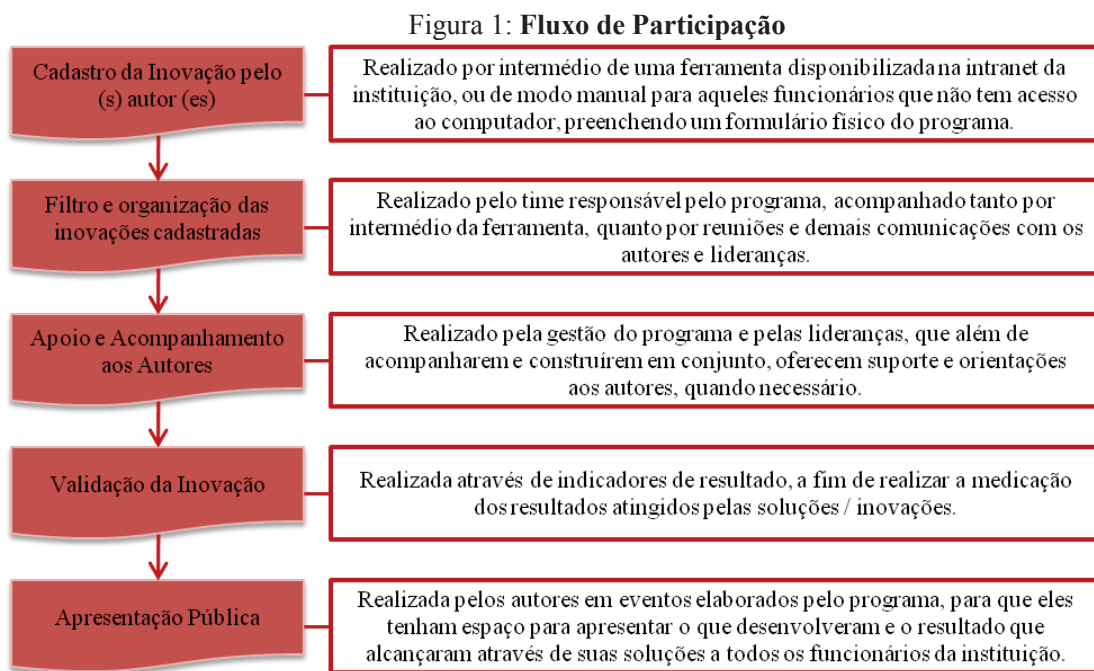 Figura 1: Fluxo de Participação
Cadastro da Inovação pelo
(s) autor (es)
Realizado por intermédio de uma ferramenta disponibilizada na intranet da
instituição, ou de modo manual para aqueles funcionários que não tem acesso
ao computador, preenchendo um formulário físico do programa.
Filtro e organização das
inovações cadastradas
Realizado pelo time responsável pelo programa, acompanhado tanto por
intermédio da ferramenta, quanto por reuniões e demais comunicações com os
autores e lideranças.
Apoio e Acompanhamento
aos Autores
Realizado pela gestão do programa e pelas lideranças, que além de
acompanharem e construírem em conjunto, oferecem suporte e orientações
aos autores, quando necessário.
Validação da Inovação
Realizada através de indicadores de resultado, a fim de realizar a medicação
dos resultados atingidos pelas soluções / inovações.
Apresentação Pública
Realizada pelos autores em eventos elaborados pelo programa, para que eles
tenham espaço para apresentar o que desenvolveram e o resultado que
alcançaram através de suas soluções a todos os funcionários da instituição.